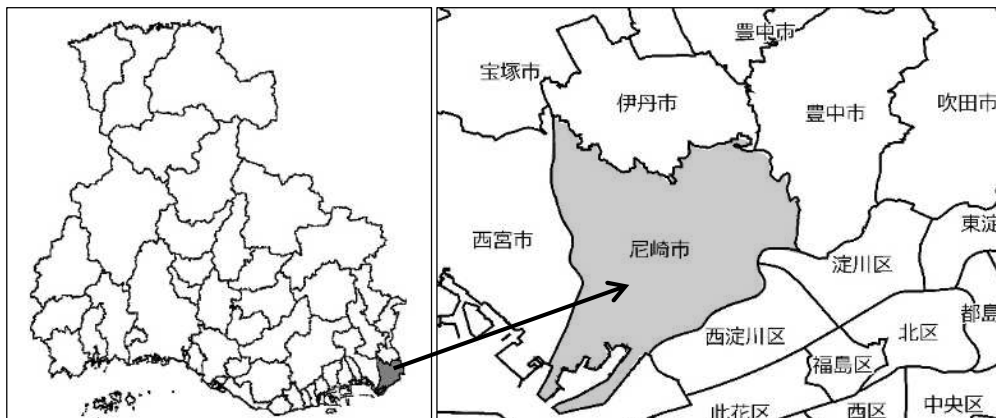 豊中市
宝塚市
伊丹市
豊中市
吹田市
西宮市
尼崎市
淀川区
東淀
都島
西淀川区
北区
福島区
此花区
西区
中央区